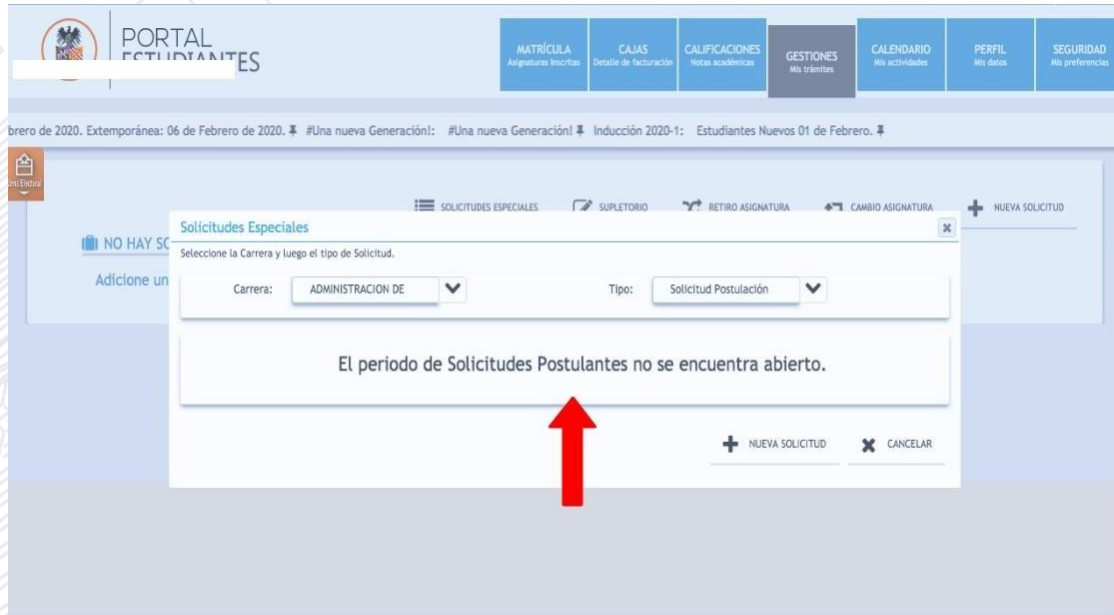 PORTAL
ESTUDIANTES
MATRÍCULA
Asignaturas Inscritas
CAJAS
Detalle de facturación
CALIFICACIONES
Notas académicas
GESTIONES
Mis trámites
CALENDARIO
Mis actividades
PERFIL
Mis datos
SEGURIDAD
Mis preferencias
brero de 2020. Extemporánea: 06 de Febrero de 2020. #Una nueva Generación!: #Una nueva Generación! Inducción 2020-1: Estudiantes Nuevos 01 de Febrero.
Electoral
SOLICITUDES ESPECIALES
SUPLETORIO
RETIRO ASIGNATURA
CAMBIO ASIGNATURA
NUEVA SOLICITUD
NO HAY SO
Adicione un
Solicitudes Especiales
Seleccione la Carrera y luego el tipo de Solicitud.
Carrera: ADMINISTRACION DE
Tipo: Solicitud Postulación
El periodo de Solicitudes Postulantes no se encuentra abierto.
NUEVA SOLICITUD
CANCELAR